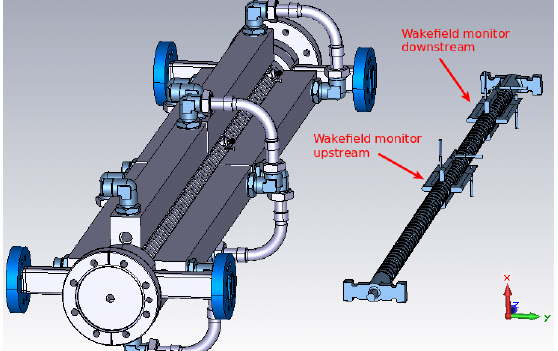 Wakefield monitor
downstream
Wakefield monitor
upstream
x
z
y